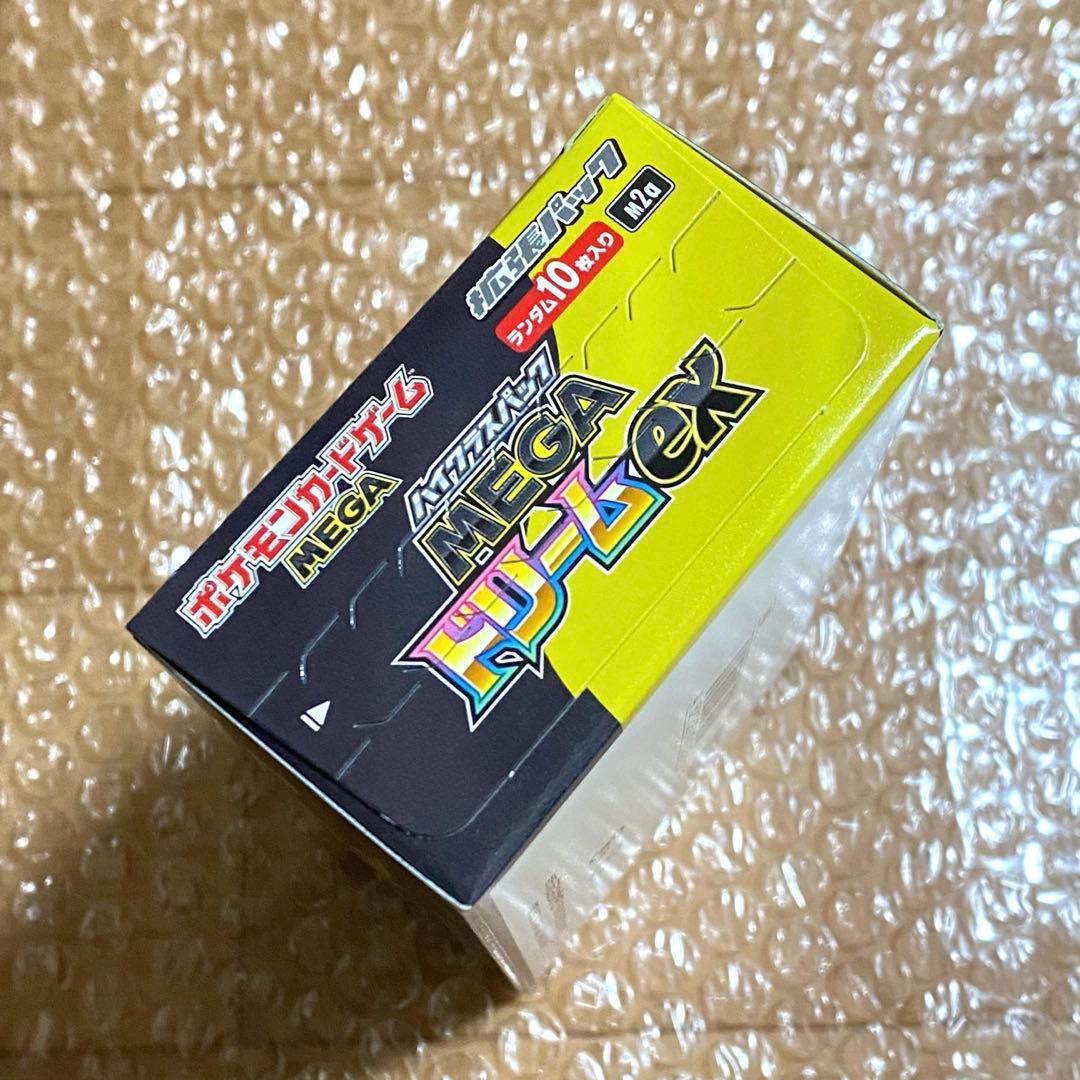 ポケモンカードゲーム
MEGA
拡張パック
M2a
ランダム10枚入り
ハイクラスパック
MEGA
ドリームex